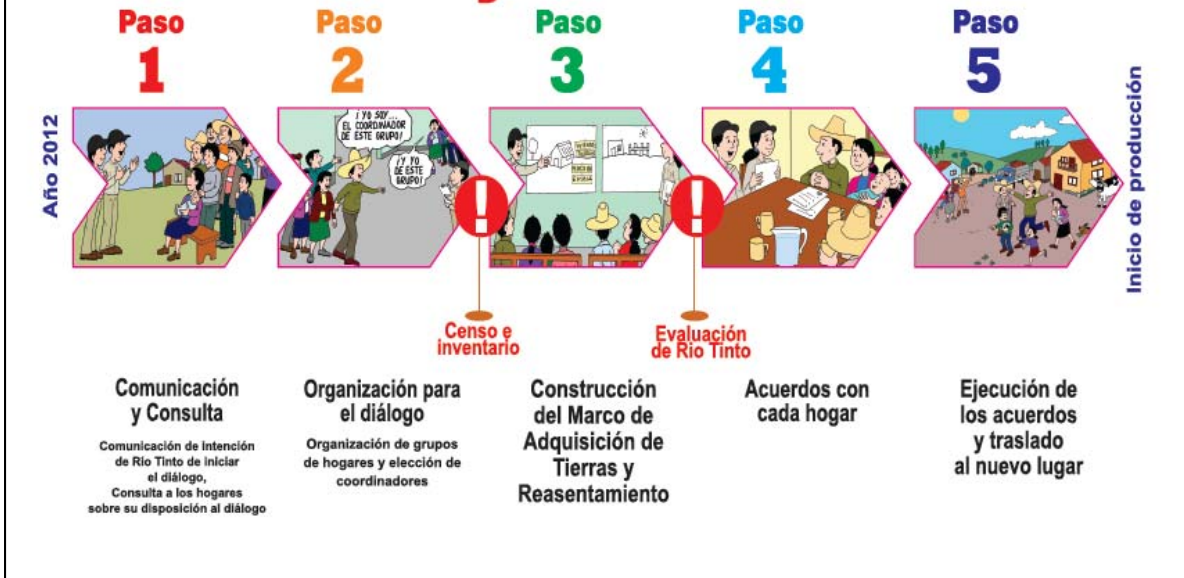 Paso
1
Paso
2
Paso
3
Paso
4
Paso
5
Año 2012
¡YO SOY...
EL COORDINADOR
DE ESTE GRUPO!
¡Y YO
DE ESTE
GRUPO!
!
!
Inicio de producción
Censo e
inventario
Evaluación
de Rio Tinto
Comunicación
y Consulta
Comunicación de intención
de Rio Tinto de iniciar
el diálogo,
Consulta a los hogares
sobre su disposición al diálogo
Organización para
el diálogo
Organización de grupos
de hogares y elección de
coordinadores
Construcción
del Marco de
Adquisición de
Tierras y
Reasentamiento
Acuerdos con
cada hogar
Ejecución de
los acuerdos
y traslado
al nuevo lugar